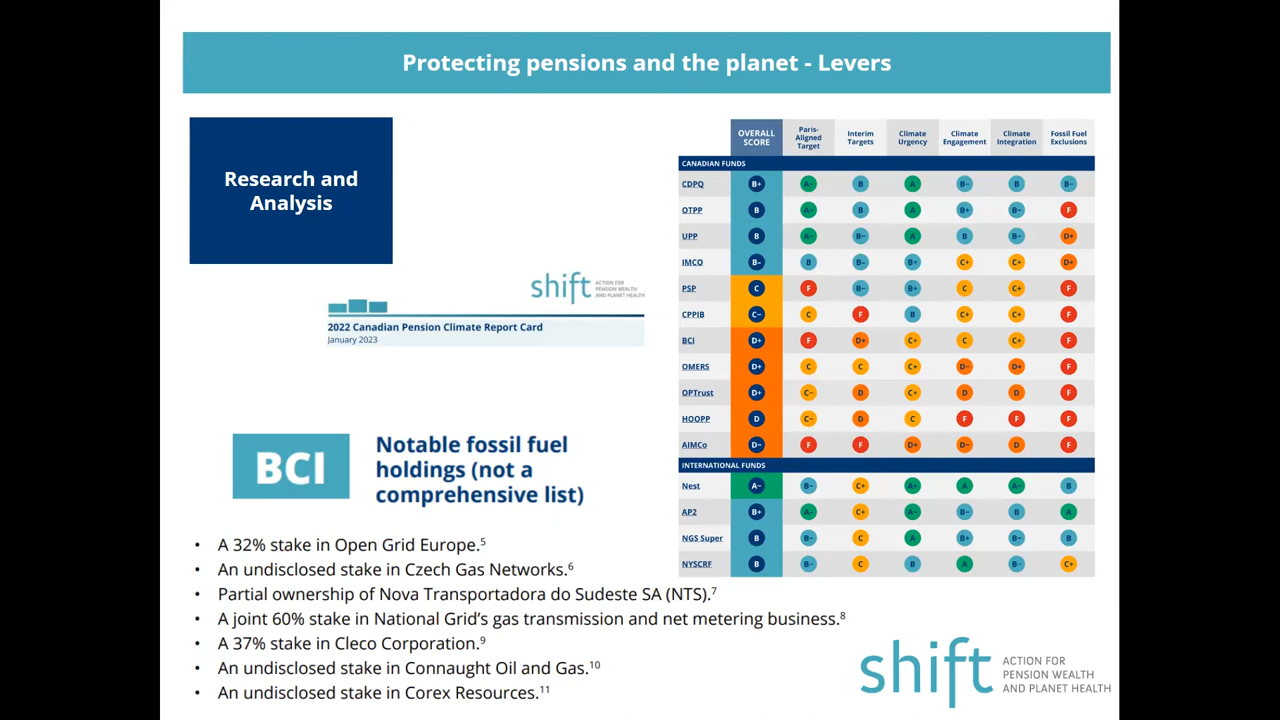 Protecting pensions and the planet - Levers
Research and
Analysis
shift
ACTION FOR
PENSION WEALTH
AND PLANET HEALTH
2022 Canadian Pension Climate Report Card
January 2023
OVERALL SCORE Paris-Aligned Target Interim Targets Climate Urgency Climate Engagement Climate Integration Fossil Fuel Exclusions
CANADIAN FUNDS
CDPQ B+ A− B A B− B B−
OTPP B A− B A B+ B− F
UPP B A− B− A B B− D+
IMCO B− B B− B+ C+ C+ D+
PSP C F B− B+ C C+ F
CPPIB C− C F B C+ C+ F
BCI D+ F D+ C+ C C+ F
OMERS D+ C C C+ D− D+ F
OPTrust D+ C− D C+ D D F
HOOPP D C− D C F F F
AIMCo D− F F D+ D− D F
INTERNATIONAL FUNDS
Nest A− B− C+ A− A A− B
AP2 B+ A− C+ A− B− B A
NGS Super B B− C A B+ B− B
NYSCRF B B− C B A B− C+
BCI
Notable fossil fuel
holdings (not a
comprehensive list)
• A 32% stake in Open Grid Europe.5
• An undisclosed stake in Czech Gas Networks.6
• Partial ownership of Nova Transportadora do Sudeste SA (NTS).7
• A joint 60% stake in National Grid’s gas transmission and net metering business.8
• A 37% stake in Cleco Corporation.9
• An undisclosed stake in Connaught Oil and Gas.10
• An undisclosed stake in Corex Resources.11
shift
ACTION FOR
PENSION WEALTH
AND PLANET HEALTH